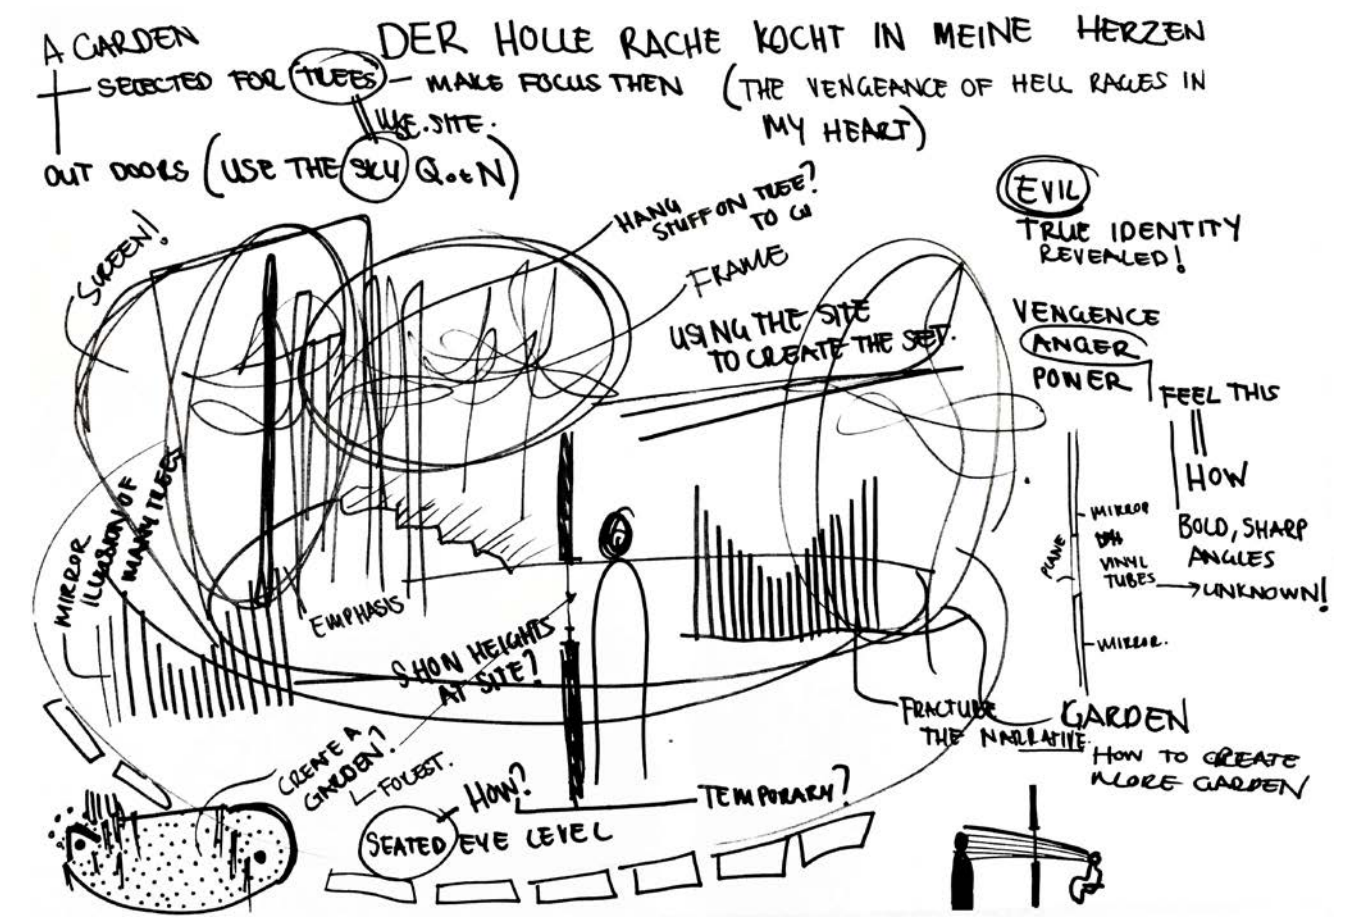 A GARDEN
SELECTED FOR TREES - MAKE FOCUS THEN
USE.SITE.
OUT DOORS (USE THE SKY Q.o+N)
DER HOLLE RACHE KOCHT IN MEINE HERZEN
(THE VENGEANCE OF HELL RAGES IN
MY HEART)
EVIL
TRUE IDENTITY
REVEALED!
VENGENCE
ANGER
POWER
FEEL THIS
HOW
BOLD, SHARP
ANGLES
UNKNOWN!
SCREEN!
HANG
STUFF ON TREE?
TO
FRAME
USING THE SITE
TO CREATE THE SET.
MIRROR
ILLUSION OF
MANY TREES
EMPHASIS
SHOW HEIGHTS
AT SITE?
PLANE
MIRROR
VINYL
TUBES
MIRROR.
FRACTURE
THE NARRATIVE.
GARDEN
HOW TO CREATE
MORE GARDEN
CREATE A
GARDEN?
FOREST.
HOW?
TEMPORARY?
SEATED EYE LEVEL